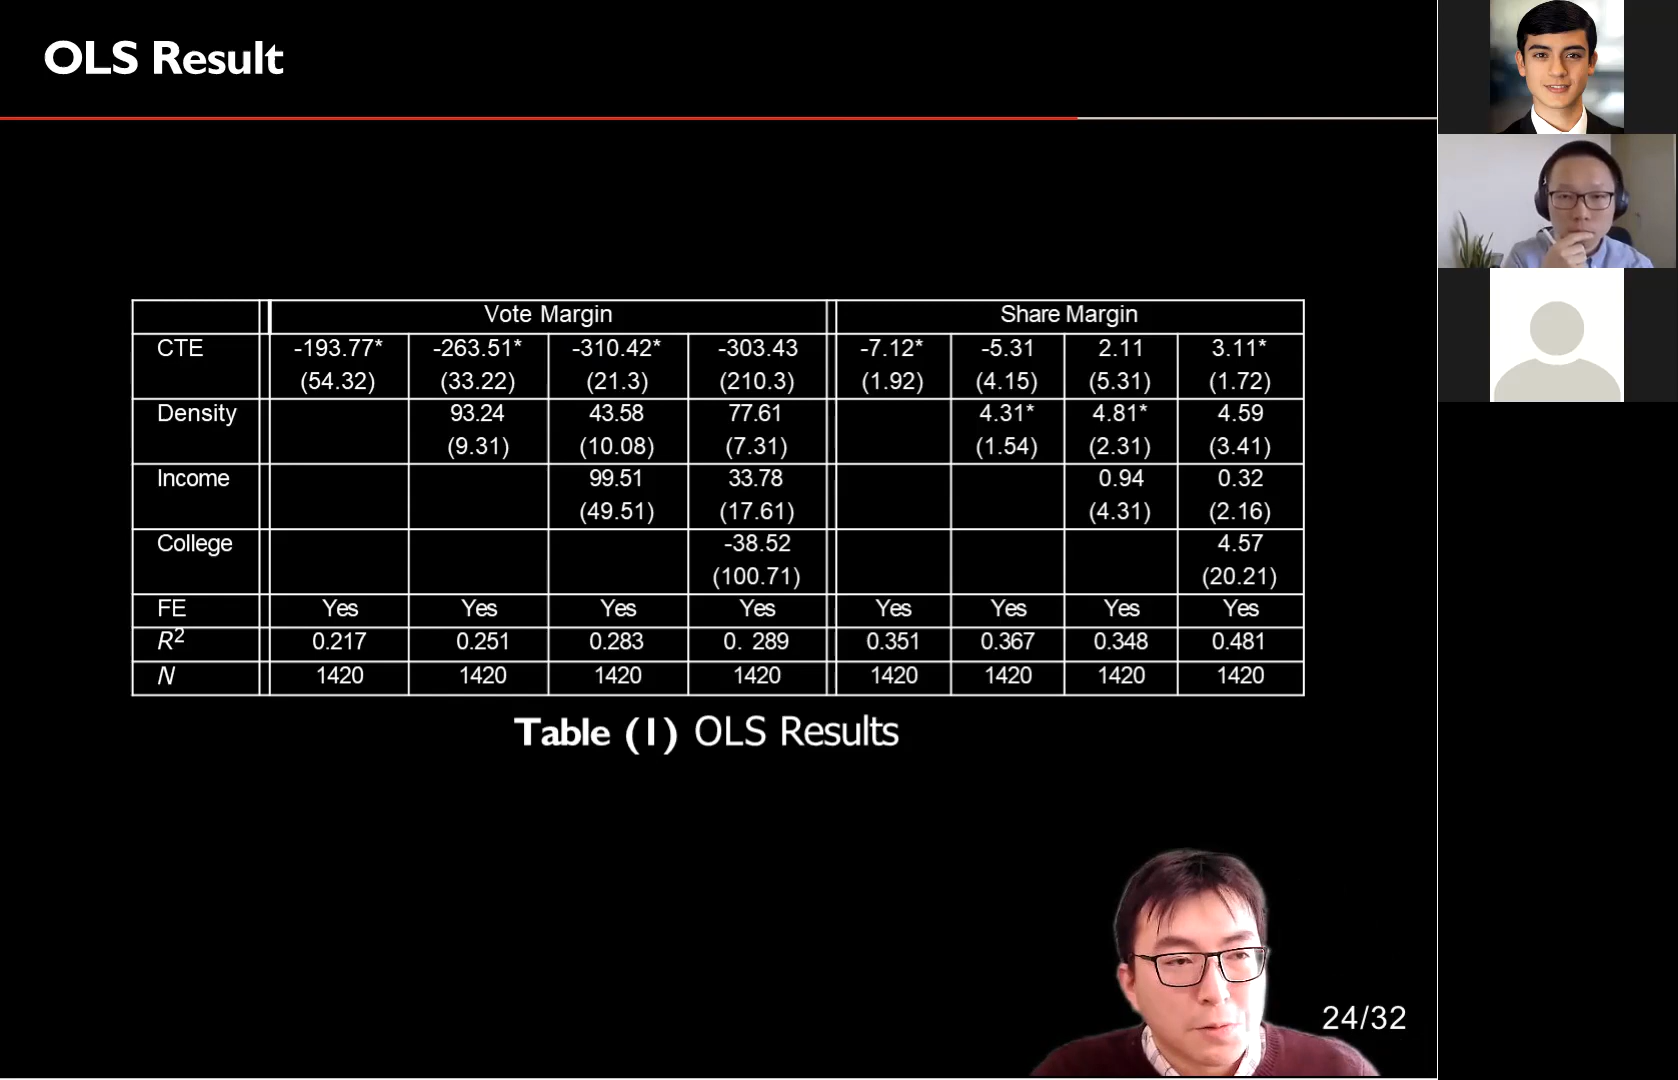 OLS Result
Vote Margin Share Margin
CTE -193.77* -263.51* -310.42* -303.43 -7.12* -5.31 2.11 3.11*
(54.32) (33.22) (21.3) (210.3) (1.92) (4.15) (5.31) (1.72)
Density 93.24 43.58 77.61 4.31* 4.81* 4.59
(9.31) (10.08) (7.31) (1.54) (2.31) (3.41)
Income 99.51 33.78 0.94 0.32
(49.51) (17.61) (4.31) (2.16)
College -38.52 4.57
(100.71) (20.21)
FE Yes Yes Yes Yes Yes Yes Yes Yes
R² 0.217 0.251 0.283 0. 289 0.351 0.367 0.348 0.481
N 1420 1420 1420 1420 1420 1420 1420 1420
Table (1) OLS Results
24/32